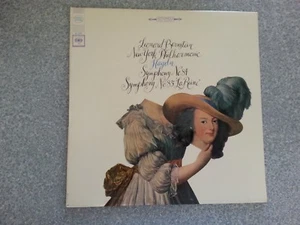 Leonard Bernstein
New York Philharmonic
Haydn
Symphony No. 84
Symphony No. 85 "La Reine"